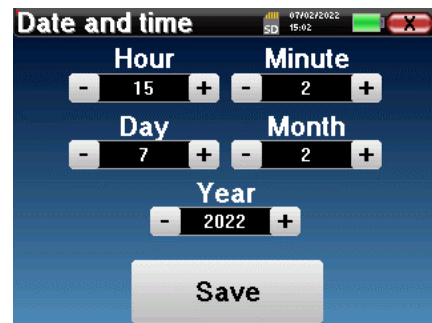 Date and time SD 07/02/2022
15:02 X
Hour Minute
- 15 + - 2 +
Day Month
- 7 + - 2 +
Year
- 2022 +
Save